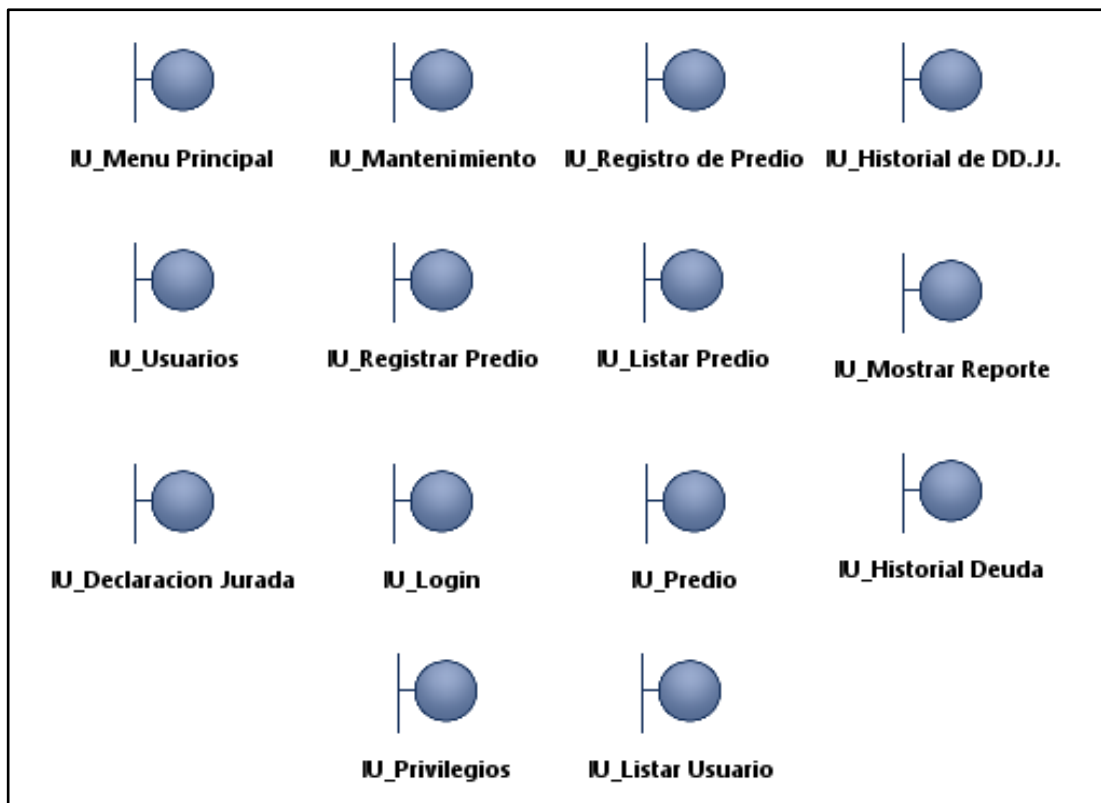 IU_Menu Principal
IU_Mantenimiento
IU_Registro de Predio
IU_Historial de DD.JJ.
IU_Usuarios
IU_Registrar Predio
IU_Listar Predio
IU_Mostrar Reporte
IU_Declaracion Jurada
IU_Login
IU_Predio
IU_Historial Deuda
IU_Privilegios
IU_Listar Usuario